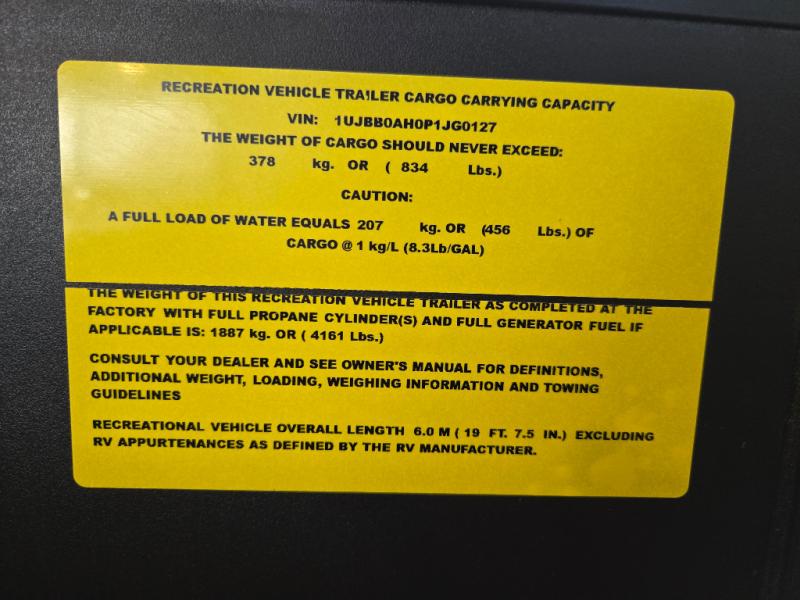 RECREATION VEHICLE TRAILER CARGO CARRYING CAPACITY
VIN: 1UJBB0AH0P1JG0127
THE WEIGHT OF CARGO SHOULD NEVER EXCEED:
378 kg. OR ( 834 Lbs.)
CAUTION:
A FULL LOAD OF WATER EQUALS 207 kg. OR (456 Lbs.) OF
CARGO @ 1 kg/L (8.3Lb/GAL)
THE WEIGHT OF THIS RECREATION VEHICLE TRAILER AS COMPLETED AT THE
FACTORY WITH FULL PROPANE CYLINDER(S) AND FULL GENERATOR FUEL IF
APPLICABLE IS: 1887 kg. OR ( 4161 Lbs.)
CONSULT YOUR DEALER AND SEE OWNER'S MANUAL FOR DEFINITIONS,
ADDITIONAL WEIGHT, LOADING, WEIGHING INFORMATION AND TOWING
GUIDELINES
RECREATIONAL VEHICLE OVERALL LENGTH 6.0 M ( 19 FT. 7.5 IN.) EXCLUDING
RV APPURTENANCES AS DEFINED BY THE RV MANUFACTURER.